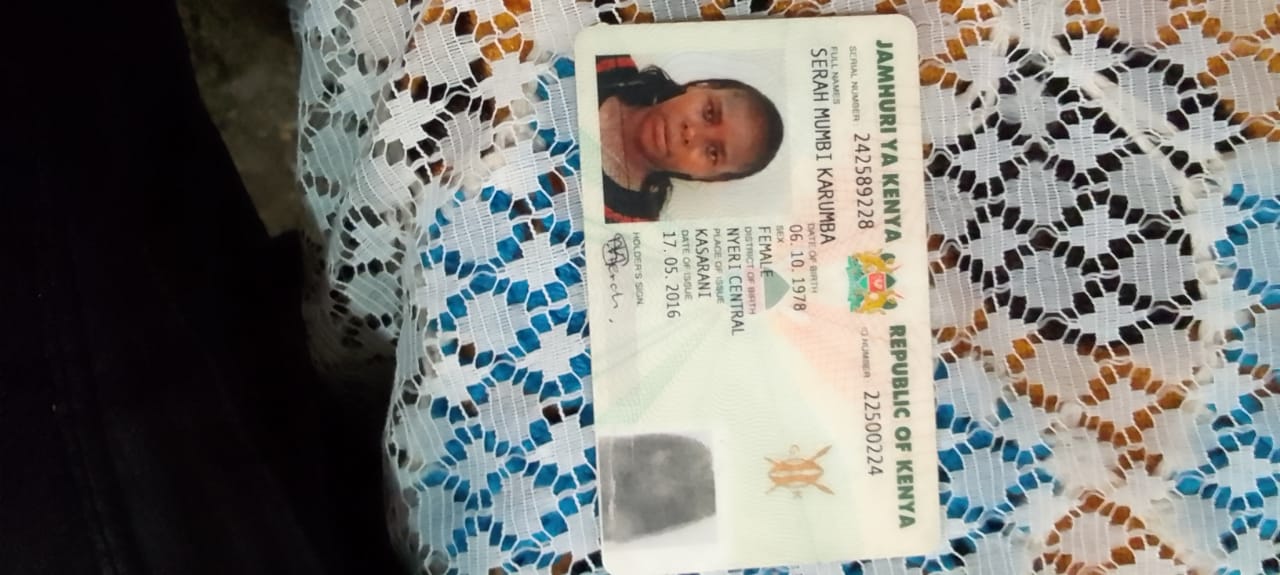 JAMHURI YA KENYA REPUBLIC OF KENYA
SERIAL NUMBER 242589228 ID NUMBER 22500224
FULL NAMES
SERAH MUMBI KARUMBA
DATE OF BIRTH
06. 10. 1978
SEX
FEMALE
DISTRICT OF BIRTH
NYERI CENTRAL
PLACE OF ISSUE
KASARANI
DATE OF ISSUE
17. 05. 2016
HOLDER'S SIGN.